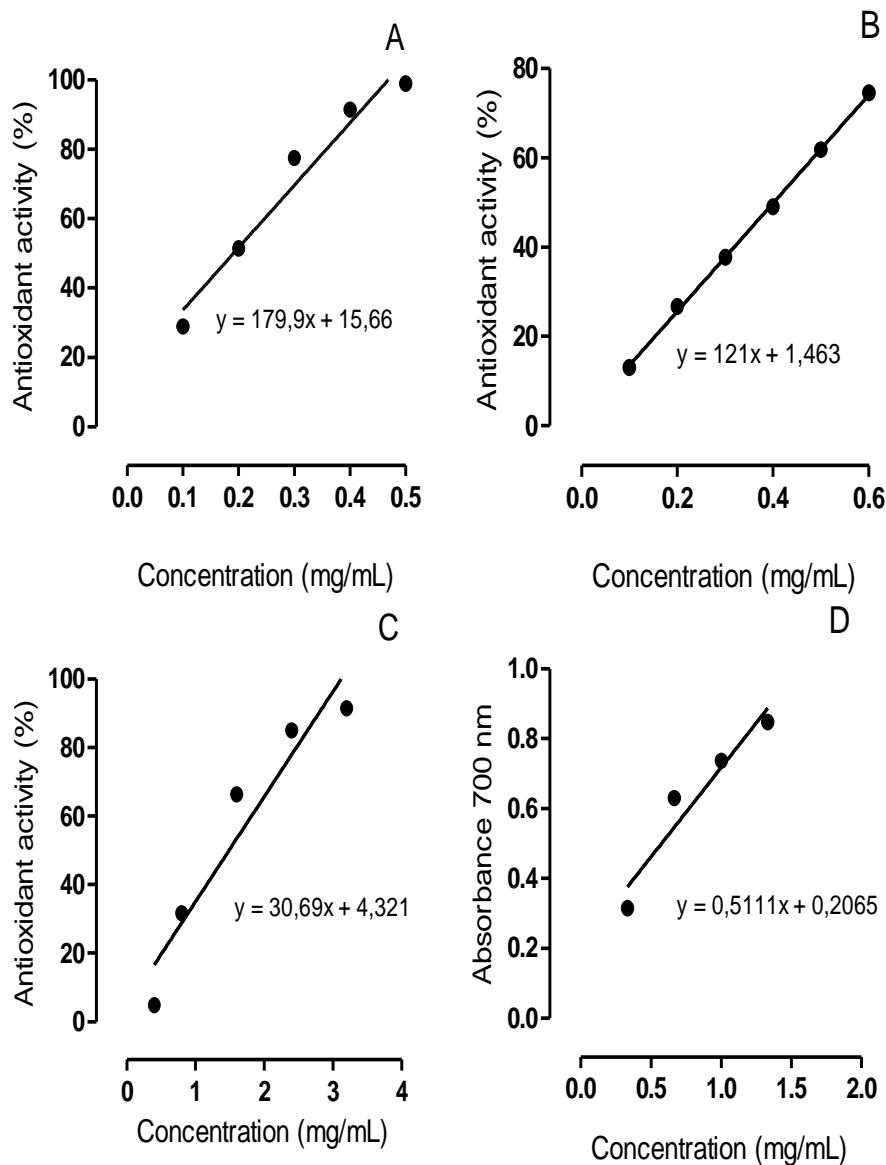 A
Antioxidant activity (%)
100
80
60
40
20
0
y = 179,9x + 15,66
0.0 0.1 0.2 0.3 0.4 0.5
Concentration (mg/mL)
B
Antioxidant activity (%)
80
60
40
20
0
y = 121x + 1,463
0.0 0.2 0.4 0.6
Concentration (mg/mL)
C
Antioxidant activity (%)
100
80
60
40
20
0
y = 30,69x + 4,321
0 1 2 3 4
Concentration (mg/mL)
D
Absorbance 700 nm
1.0
0.8
0.6
0.4
0.2
0.0
y = 0,5111x + 0,2065
0.0 0.5 1.0 1.5 2.0
Concentration (mg/mL)